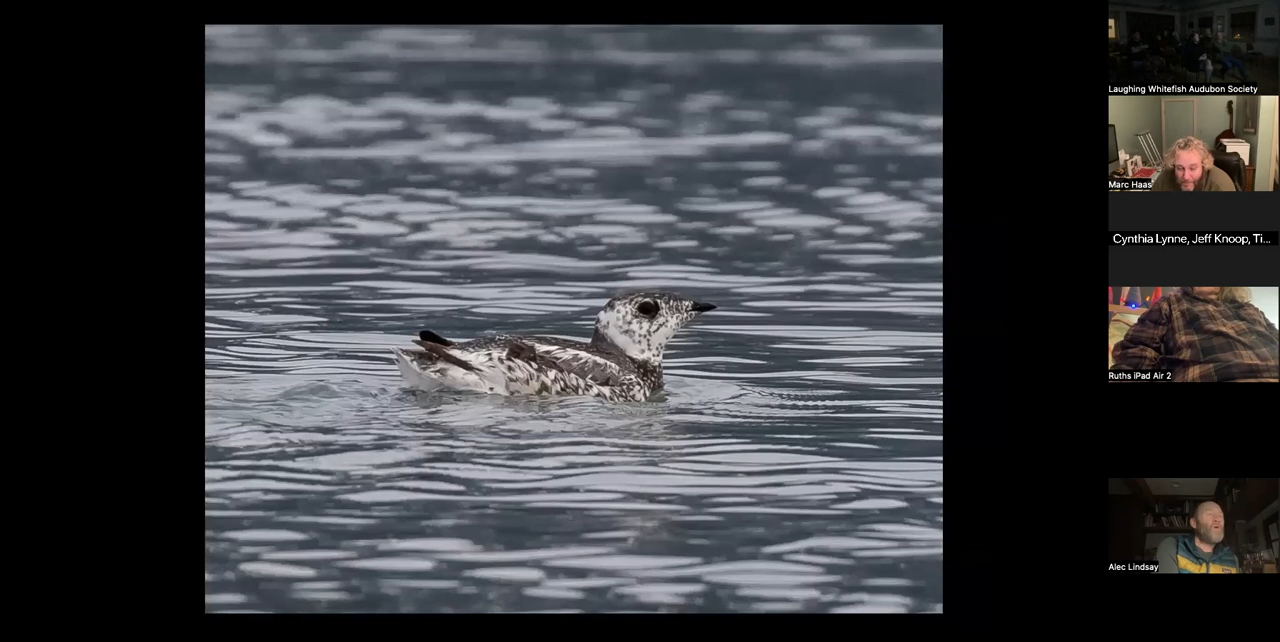 Laughing Whitefish Audubon Society
Marc Haas
Cynthia Lynne, Jeff Knoop, Ti...
Ruths iPad Air 2
Alec Lindsay